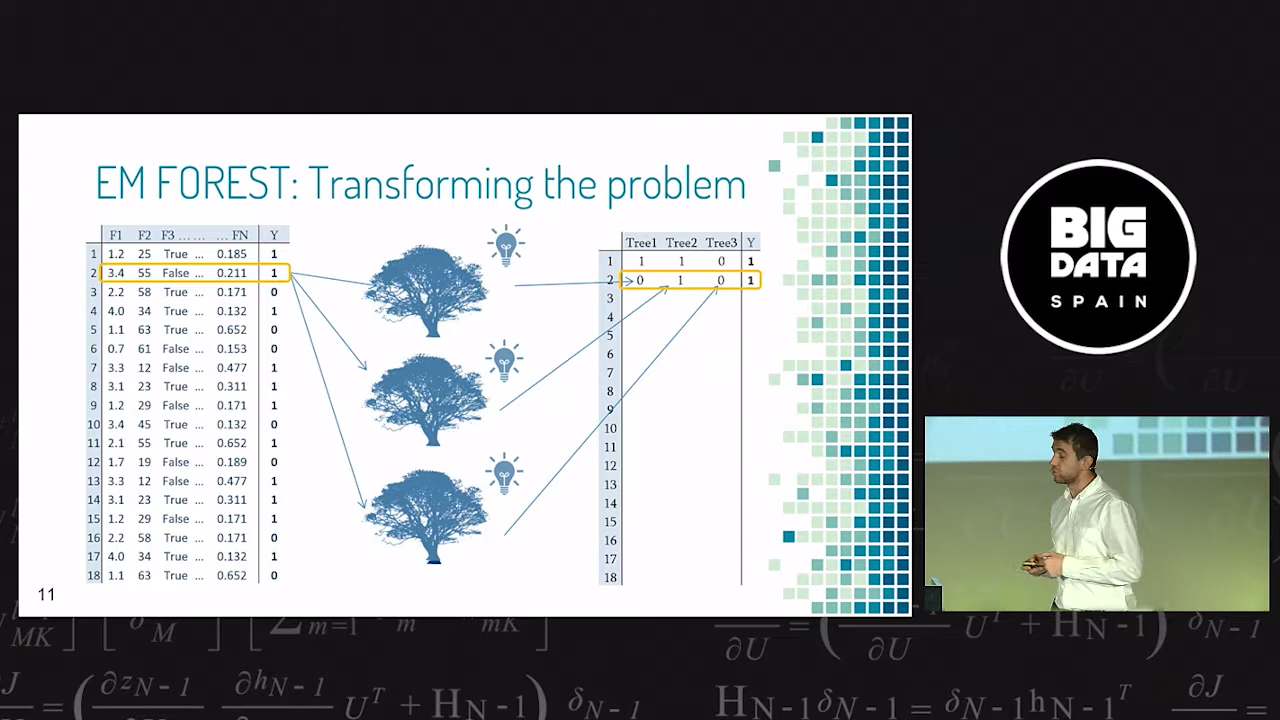 EM FOREST: Transforming the problem
F1 F2 F3 ... ... ... FN Y
1 1.2 25 True ... 0.185 1
2 3.4 55 False ... 0.211 1
3 2.2 58 True ... 0.171 0
4 4.0 34 True ... 0.132 1
5 1.1 63 True ... 0.652 0
6 0.7 61 False ... 0.153 0
7 3.3 12 False ... 0.477 1
8 3.1 23 True ... 0.311 1
9 1.2 29 False ... 0.171 1
10 3.4 45 True ... 0.132 0
11 2.1 55 True ... 0.652 1
12 1.7 19 False ... 0.189 0
13 3.3 12 False ... 0.477 1
14 3.1 23 True ... 0.311 1
15 1.2 29 False ... 0.171 1
16 2.2 58 True ... 0.171 0
17 4.0 34 True ... 0.132 1
18 1.1 63 True ... 0.652 0
Tree1 Tree2 Tree3 Y
1 1 1 0 1
2 0 1 0 1
3
4
5
6
7
8
9
10
11
12
13
14
15
16
17
18
11
BIG
DATA
SPAIN